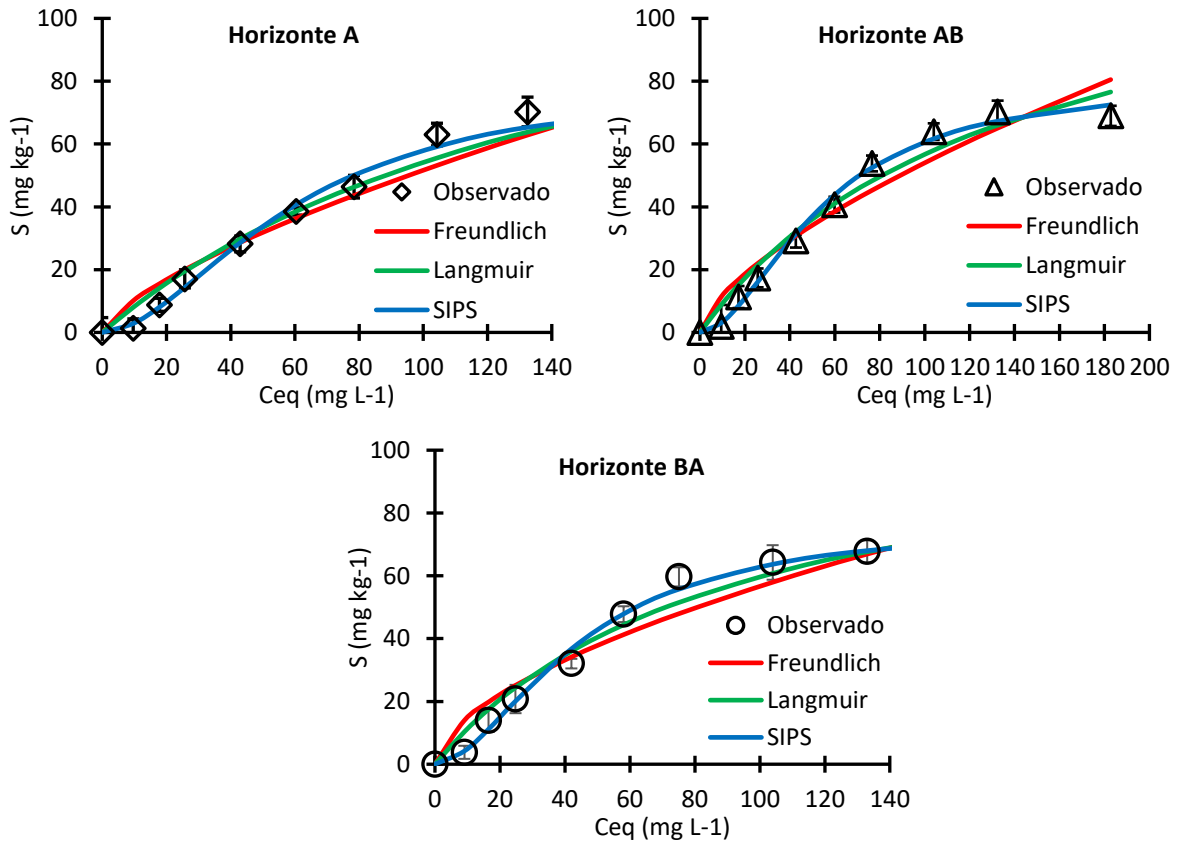 Horizonte A
S (mg kg-1)
100
80
60
40
20
0
0 20 40 60 80 100 120 140
Ceq (mg L-1)
Observado
Freundlich
Langmuir
SIPS
Horizonte AB
S (mg kg-1)
100
80
60
40
20
0
0 20 40 60 80 100 120 140 160 180 200
Ceq (mg L-1)
Observado
Freundlich
Langmuir
SIPS
Horizonte BA
S (mg kg-1)
100
80
60
40
20
0
0 20 40 60 80 100 120 140
Ceq (mg L-1)
Observado
Freundlich
Langmuir
SIPS